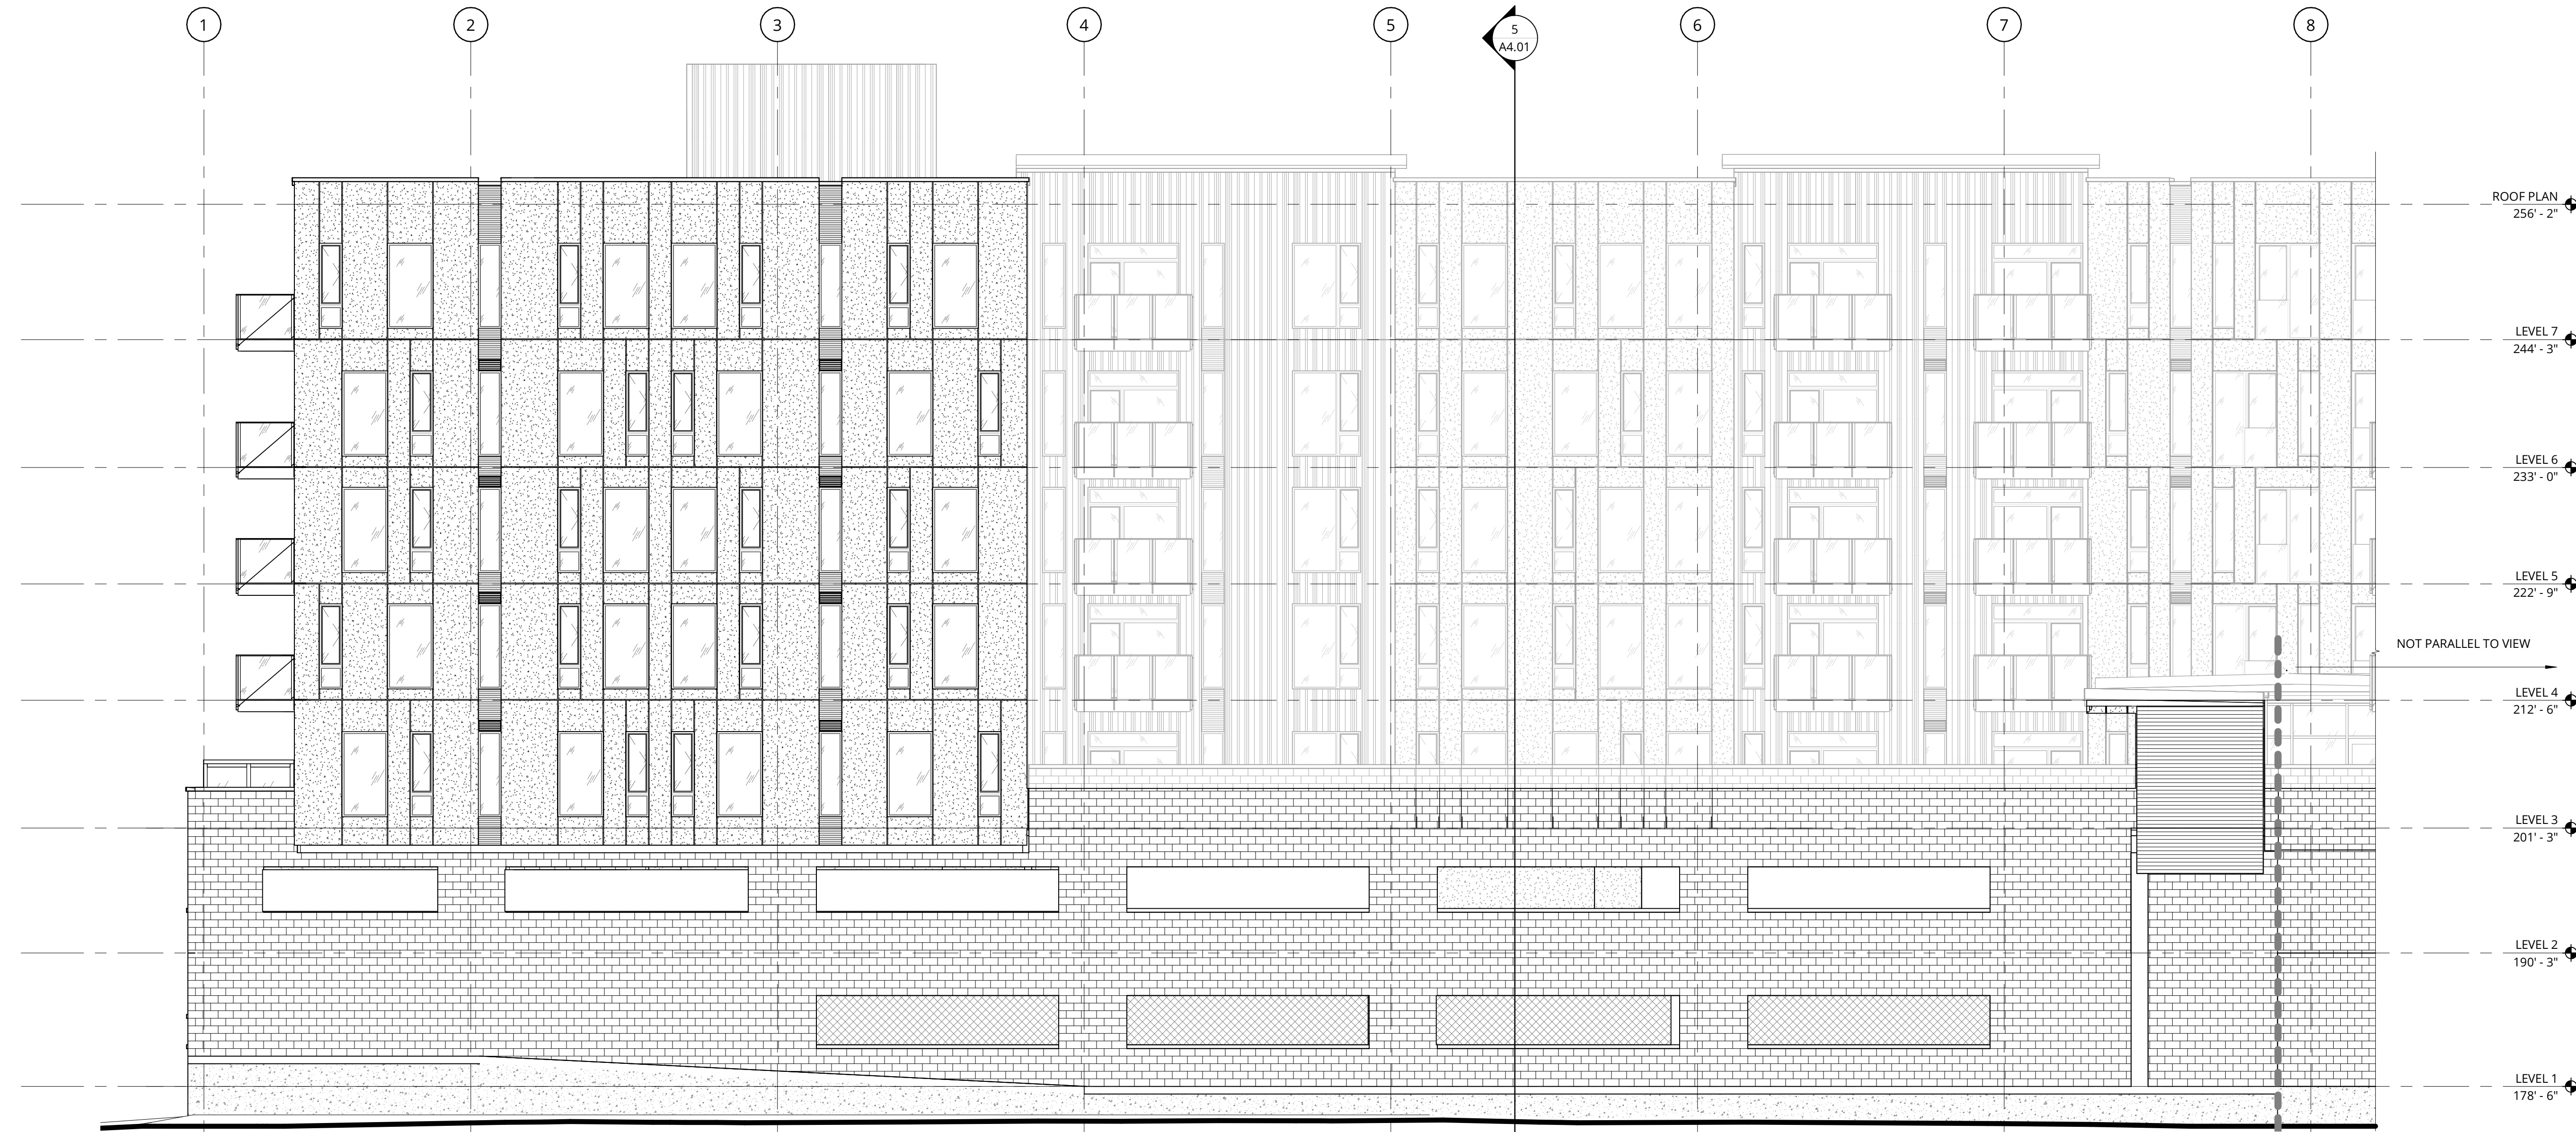 1
2
3
4
5
5
A4.01
6
7
8
ROOF PLAN
256' - 2"
LEVEL 7
244' - 3"
LEVEL 6
233' - 0"
LEVEL 5
222' - 9"
NOT PARALLEL TO VIEW
LEVEL 4
212' - 6"
LEVEL 3
201' - 3"
LEVEL 2
190' - 3"
LEVEL 1
178' - 6"